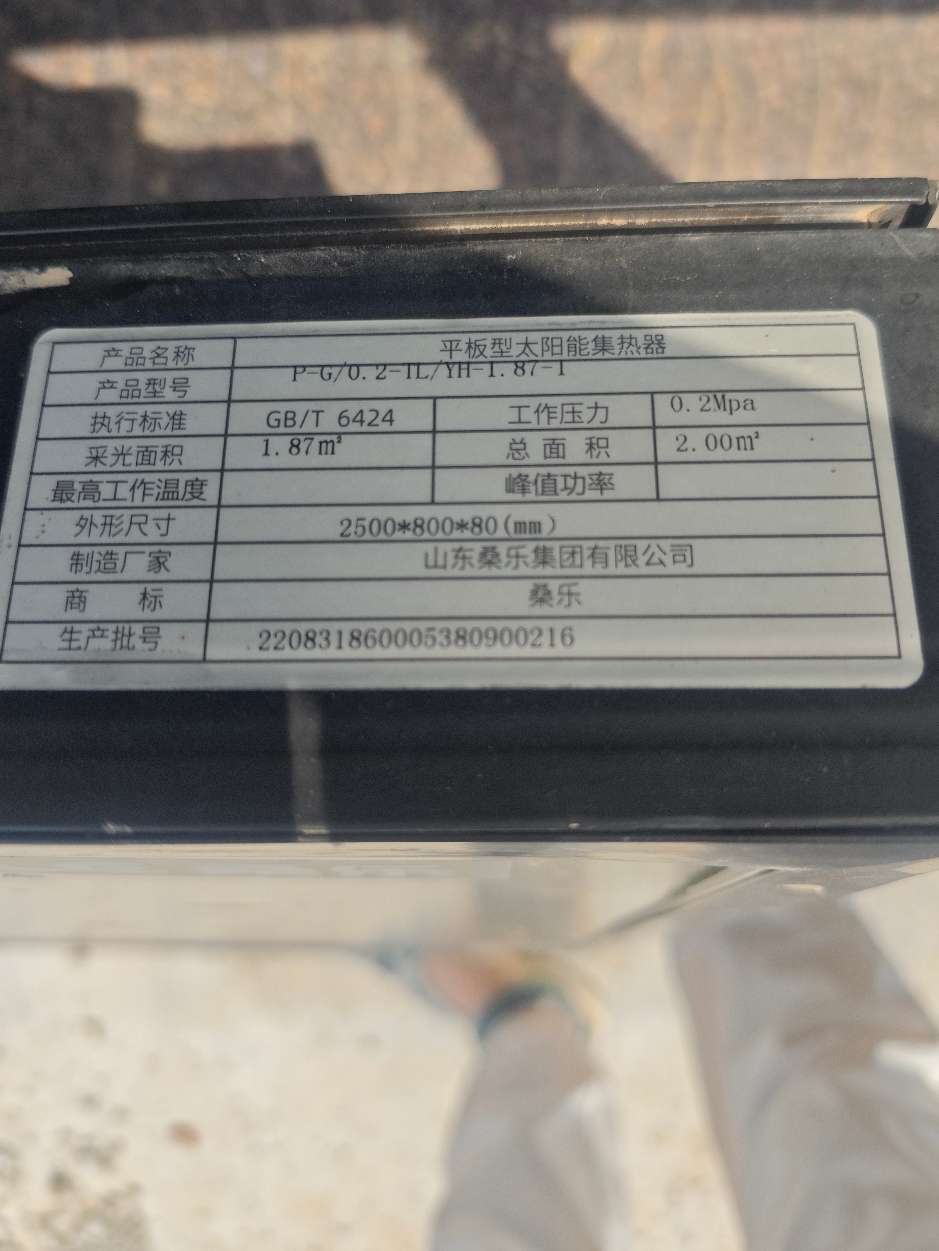 产品名称 平板型太阳能集热器
产品型号 P-G/0.2-TL/YH-1.87-1
执行标准 GB/T 6424 工作压力 0.2Mpa
采光面积 1.87㎡ 总面积 2.00㎡
最高工作温度 峰值功率
外形尺寸 2500*800*80(mm)
制造厂家 山东桑乐集团有限公司
商标 桑乐
生产批号 220831860005380900216